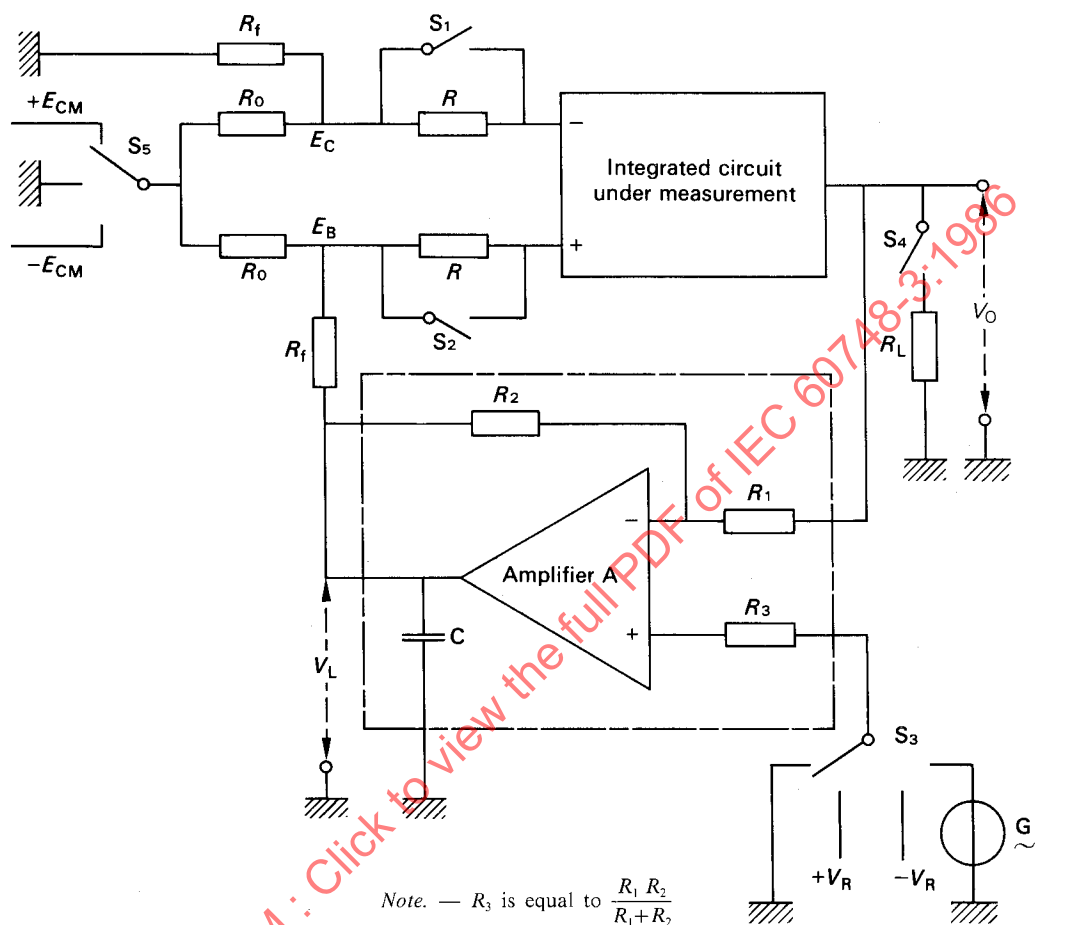 Rf
S1
+ECM
Ro
R
EC
S5
−
Integrated circuit
under measurement
EB
+
−ECM
Ro
R
S2
S4
VO
RL
Rf
R2
R1
−
Amplifier A
R3
+
C
VL
S3
G
∼
+VR
−VR
Note. — R3 is equal to R1 R2 / R1+R2
: Click to view the full PDF of IEC 60748-3:1986